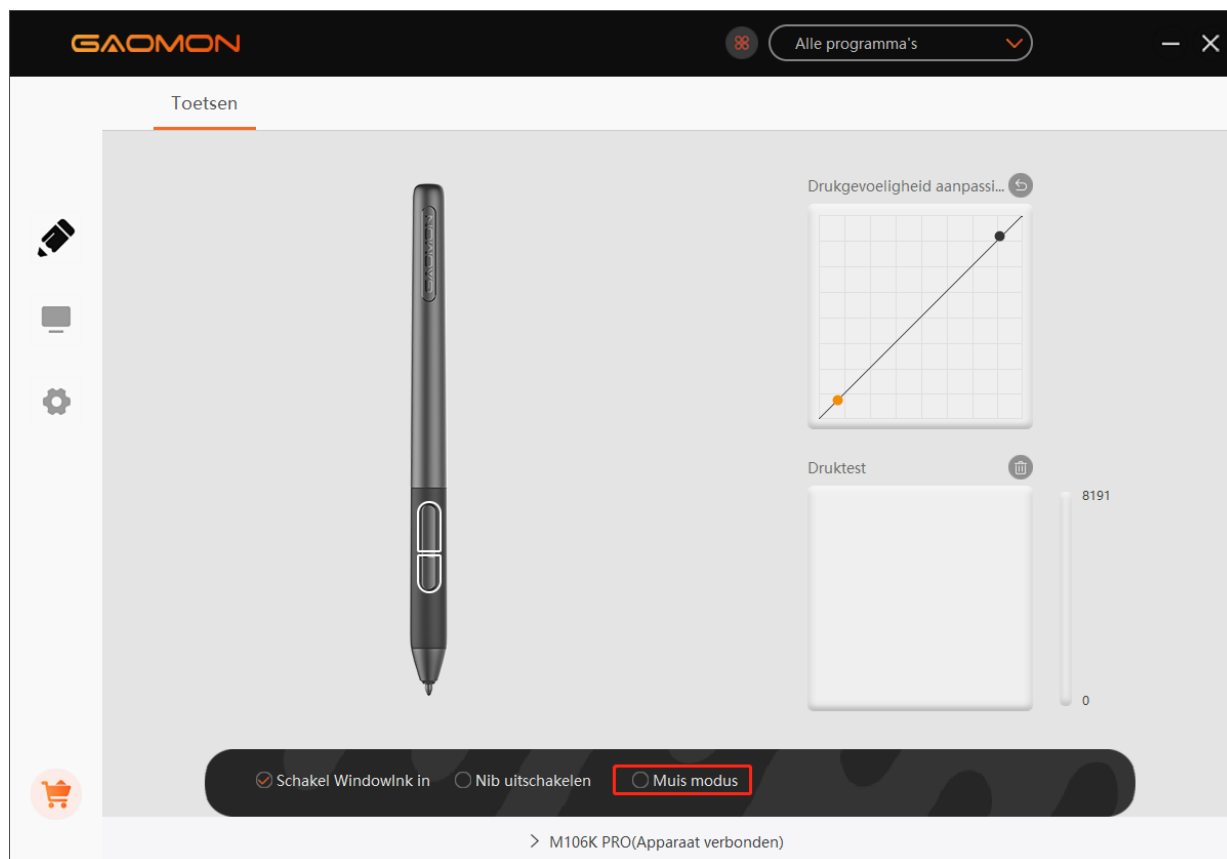 GAOMON
Alle programma's
Toetsen
Drukgevoeligheid aanpassi...
GAOMON
Druktest
8191
0
Schakel WindowInk in
Nib uitschakelen
Muis modus
M106K PRO(Apparaat verbonden)